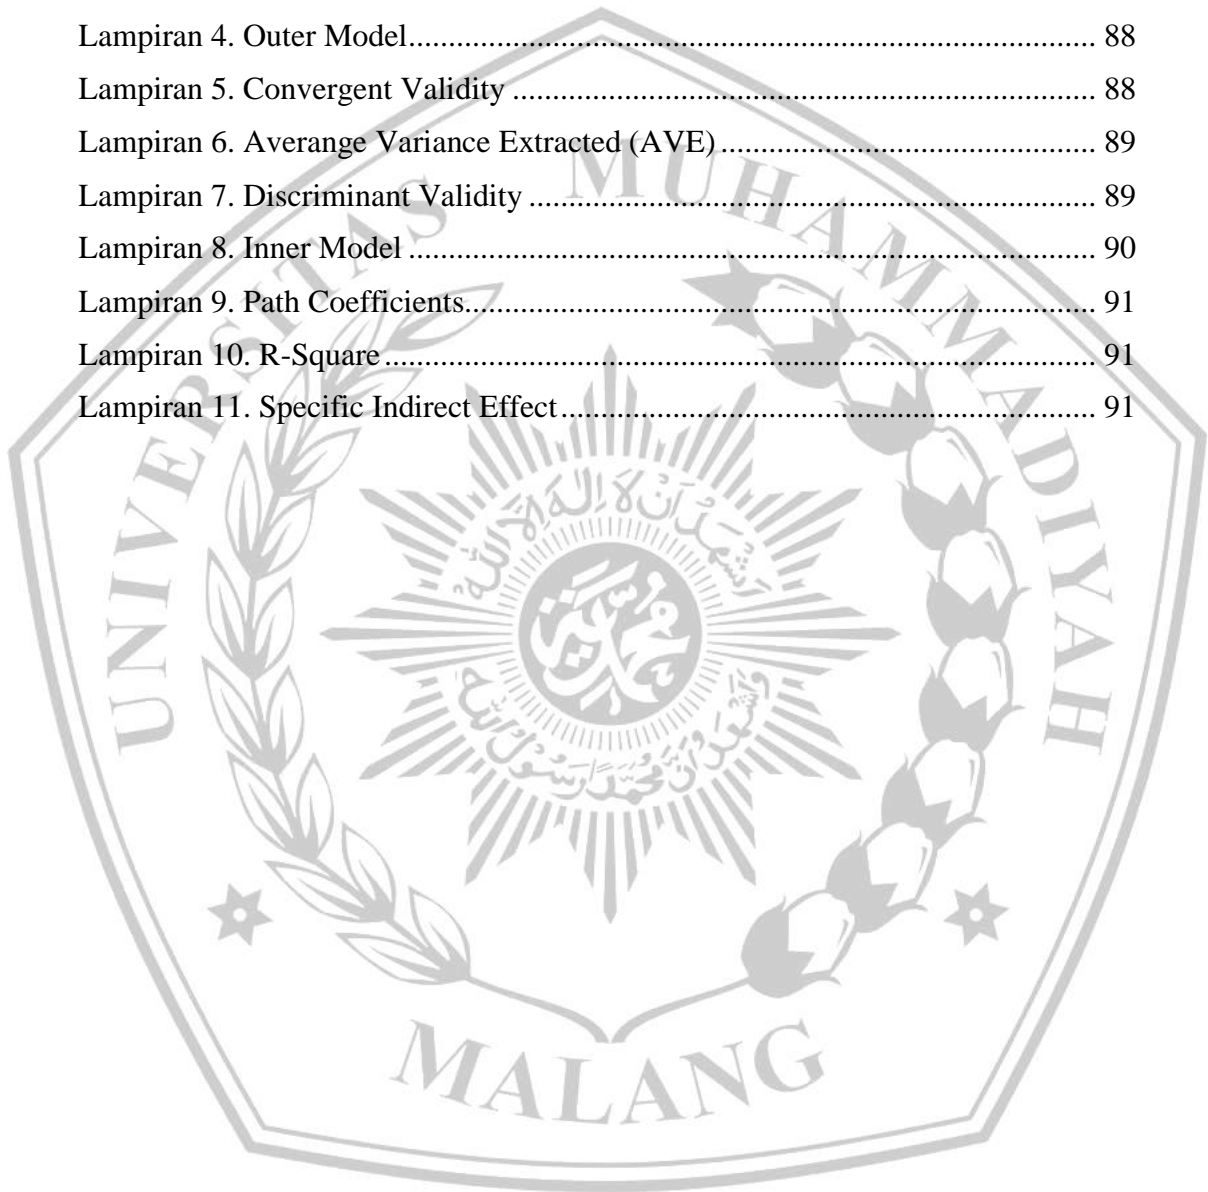 Lampiran 4. Outer Model.................................................................................... 88
Lampiran 5. Convergent Validity ....................................................................... 88
Lampiran 6. Averange Variance Extracted (AVE) .............................................. 89
Lampiran 7. Discriminant Validity ..................................................................... 89
Lampiran 8. Inner Model .................................................................................... 90
Lampiran 9. Path Coefficients............................................................................. 91
Lampiran 10. R-Square ....................................................................................... 91
Lampiran 11. Specific Indirect Effect ................................................................. 91
UNIVERSITAS MUHAMMADIYAH
MALANG